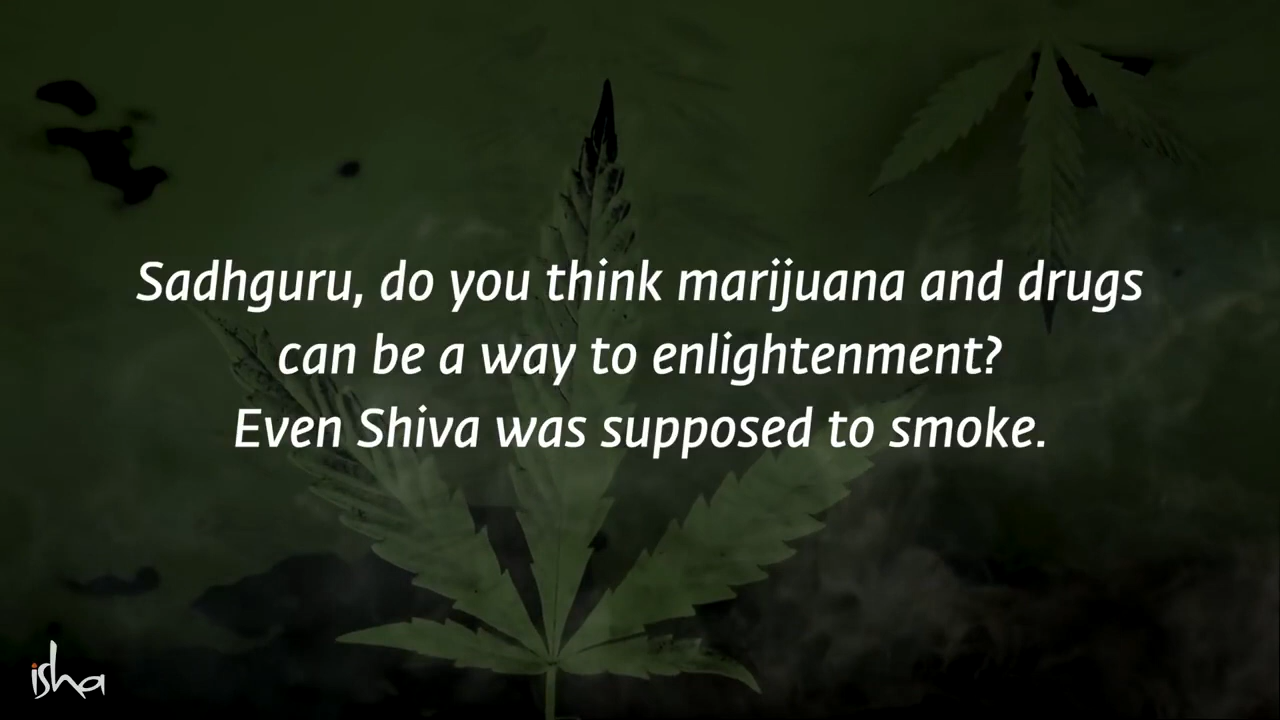 Sadhguru, do you think marijuana and drugs
can be a way to enlightenment?
Even Shiva was supposed to smoke.
isha